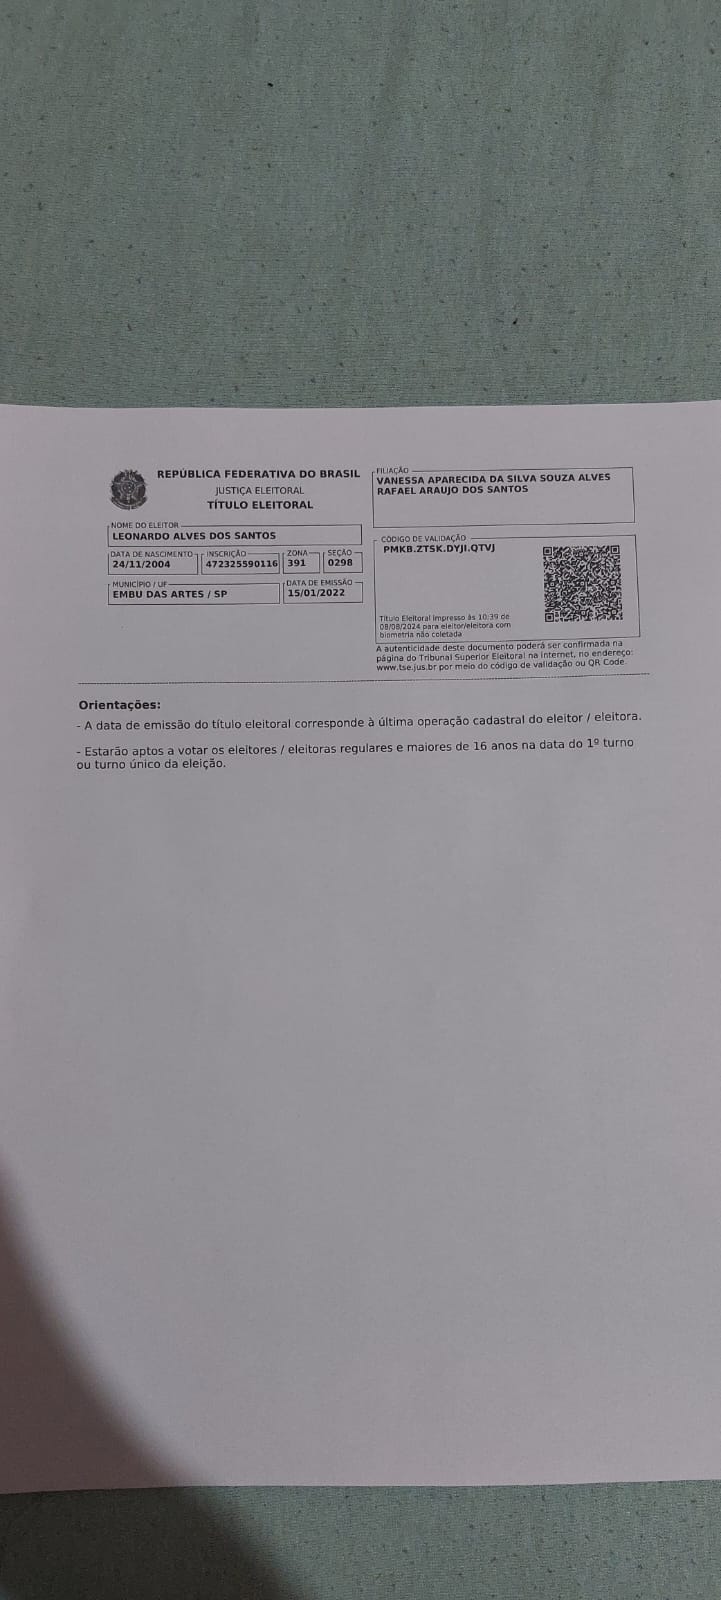 REPÚBLICA FEDERATIVA DO BRASIL
JUSTIÇA ELEITORAL
TÍTULO ELEITORAL
NOME DO ELEITOR
LEONARDO ALVES DOS SANTOS
DATA DE NASCIMENTO INSCRIÇÃO ZONA SEÇÃO
24/11/2004 472325590116 391 0298
MUNICÍPIO / UF DATA DE EMISSÃO
EMBU DAS ARTES / SP 15/01/2022
FILIAÇÃO
VANESSA APARECIDA DA SILVA SOUZA ALVES
RAFAEL ARAUJO DOS SANTOS
CÓDIGO DE VALIDAÇÃO
PMKB.ZTSK.DYJI.QTVJ
Título Eleitoral impresso às 10:39 de
08/08/2024 para eleitor/eleitora com
biometria não coletada
A autenticidade deste documento poderá ser confirmada na
página do Tribunal Superior Eleitoral na internet, no endereço:
www.tse.jus.br por meio do código de validação ou QR Code.
Orientações:
- A data de emissão do título eleitoral corresponde à última operação cadastral do eleitor / eleitora.
- Estarão aptos a votar os eleitores / eleitoras regulares e maiores de 16 anos na data do 1º turno
ou turno único da eleição.